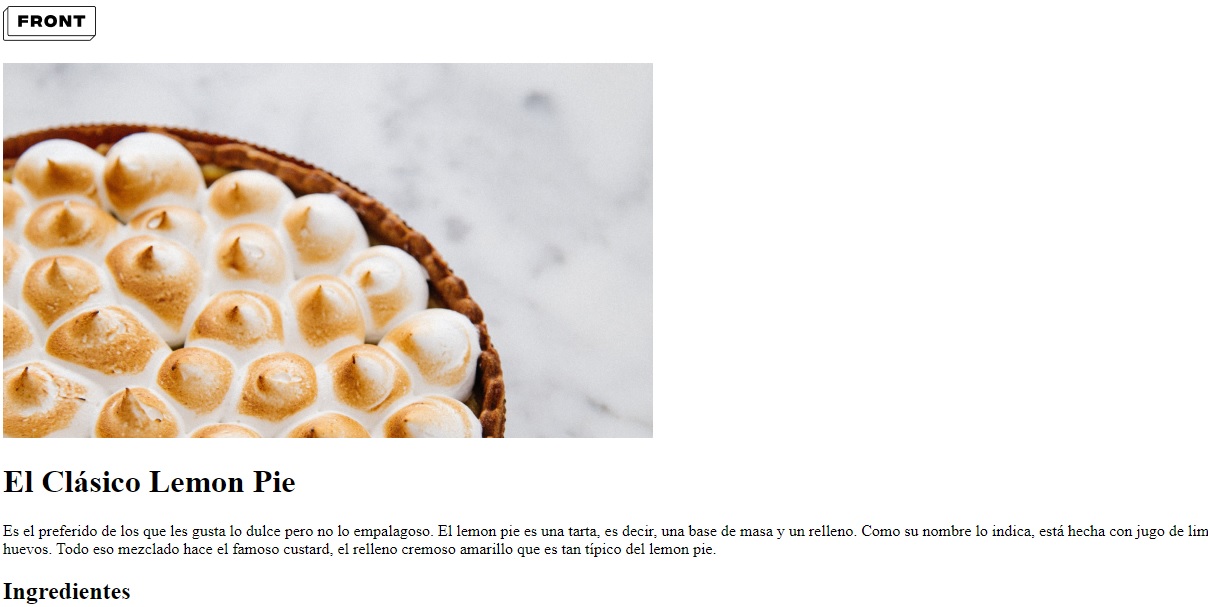 FRONT
El Clásico Lemon Pie
Es el preferido de los que les gusta lo dulce pero no lo empalagoso. El lemon pie es una tarta, es decir, una base de masa y un relleno. Como su nombre lo indica, está hecha con jugo de lim
huevos. Todo eso mezclado hace el famoso custard, el relleno cremoso amarillo que es tan típico del lemon pie.
Ingredientes